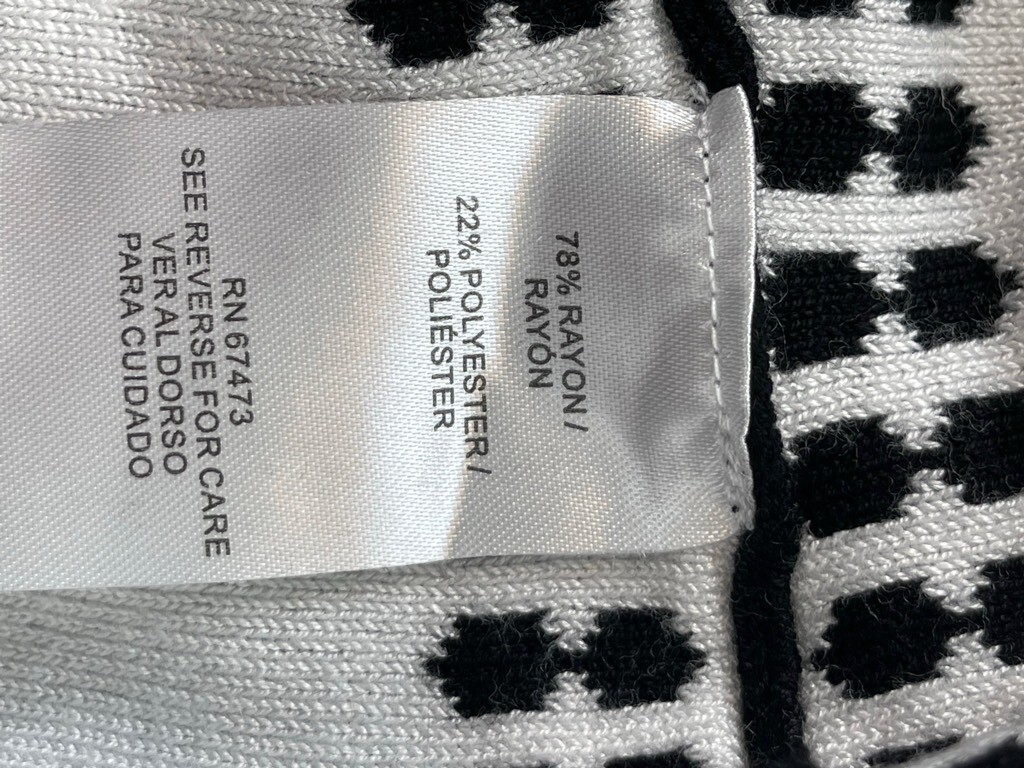 78% RAYON /
RAYÓN
22% POLYESTER /
POLIÉSTER
RN 67473
SEE REVERSE FOR CARE
VER AL DORSO
PARA CUIDADO